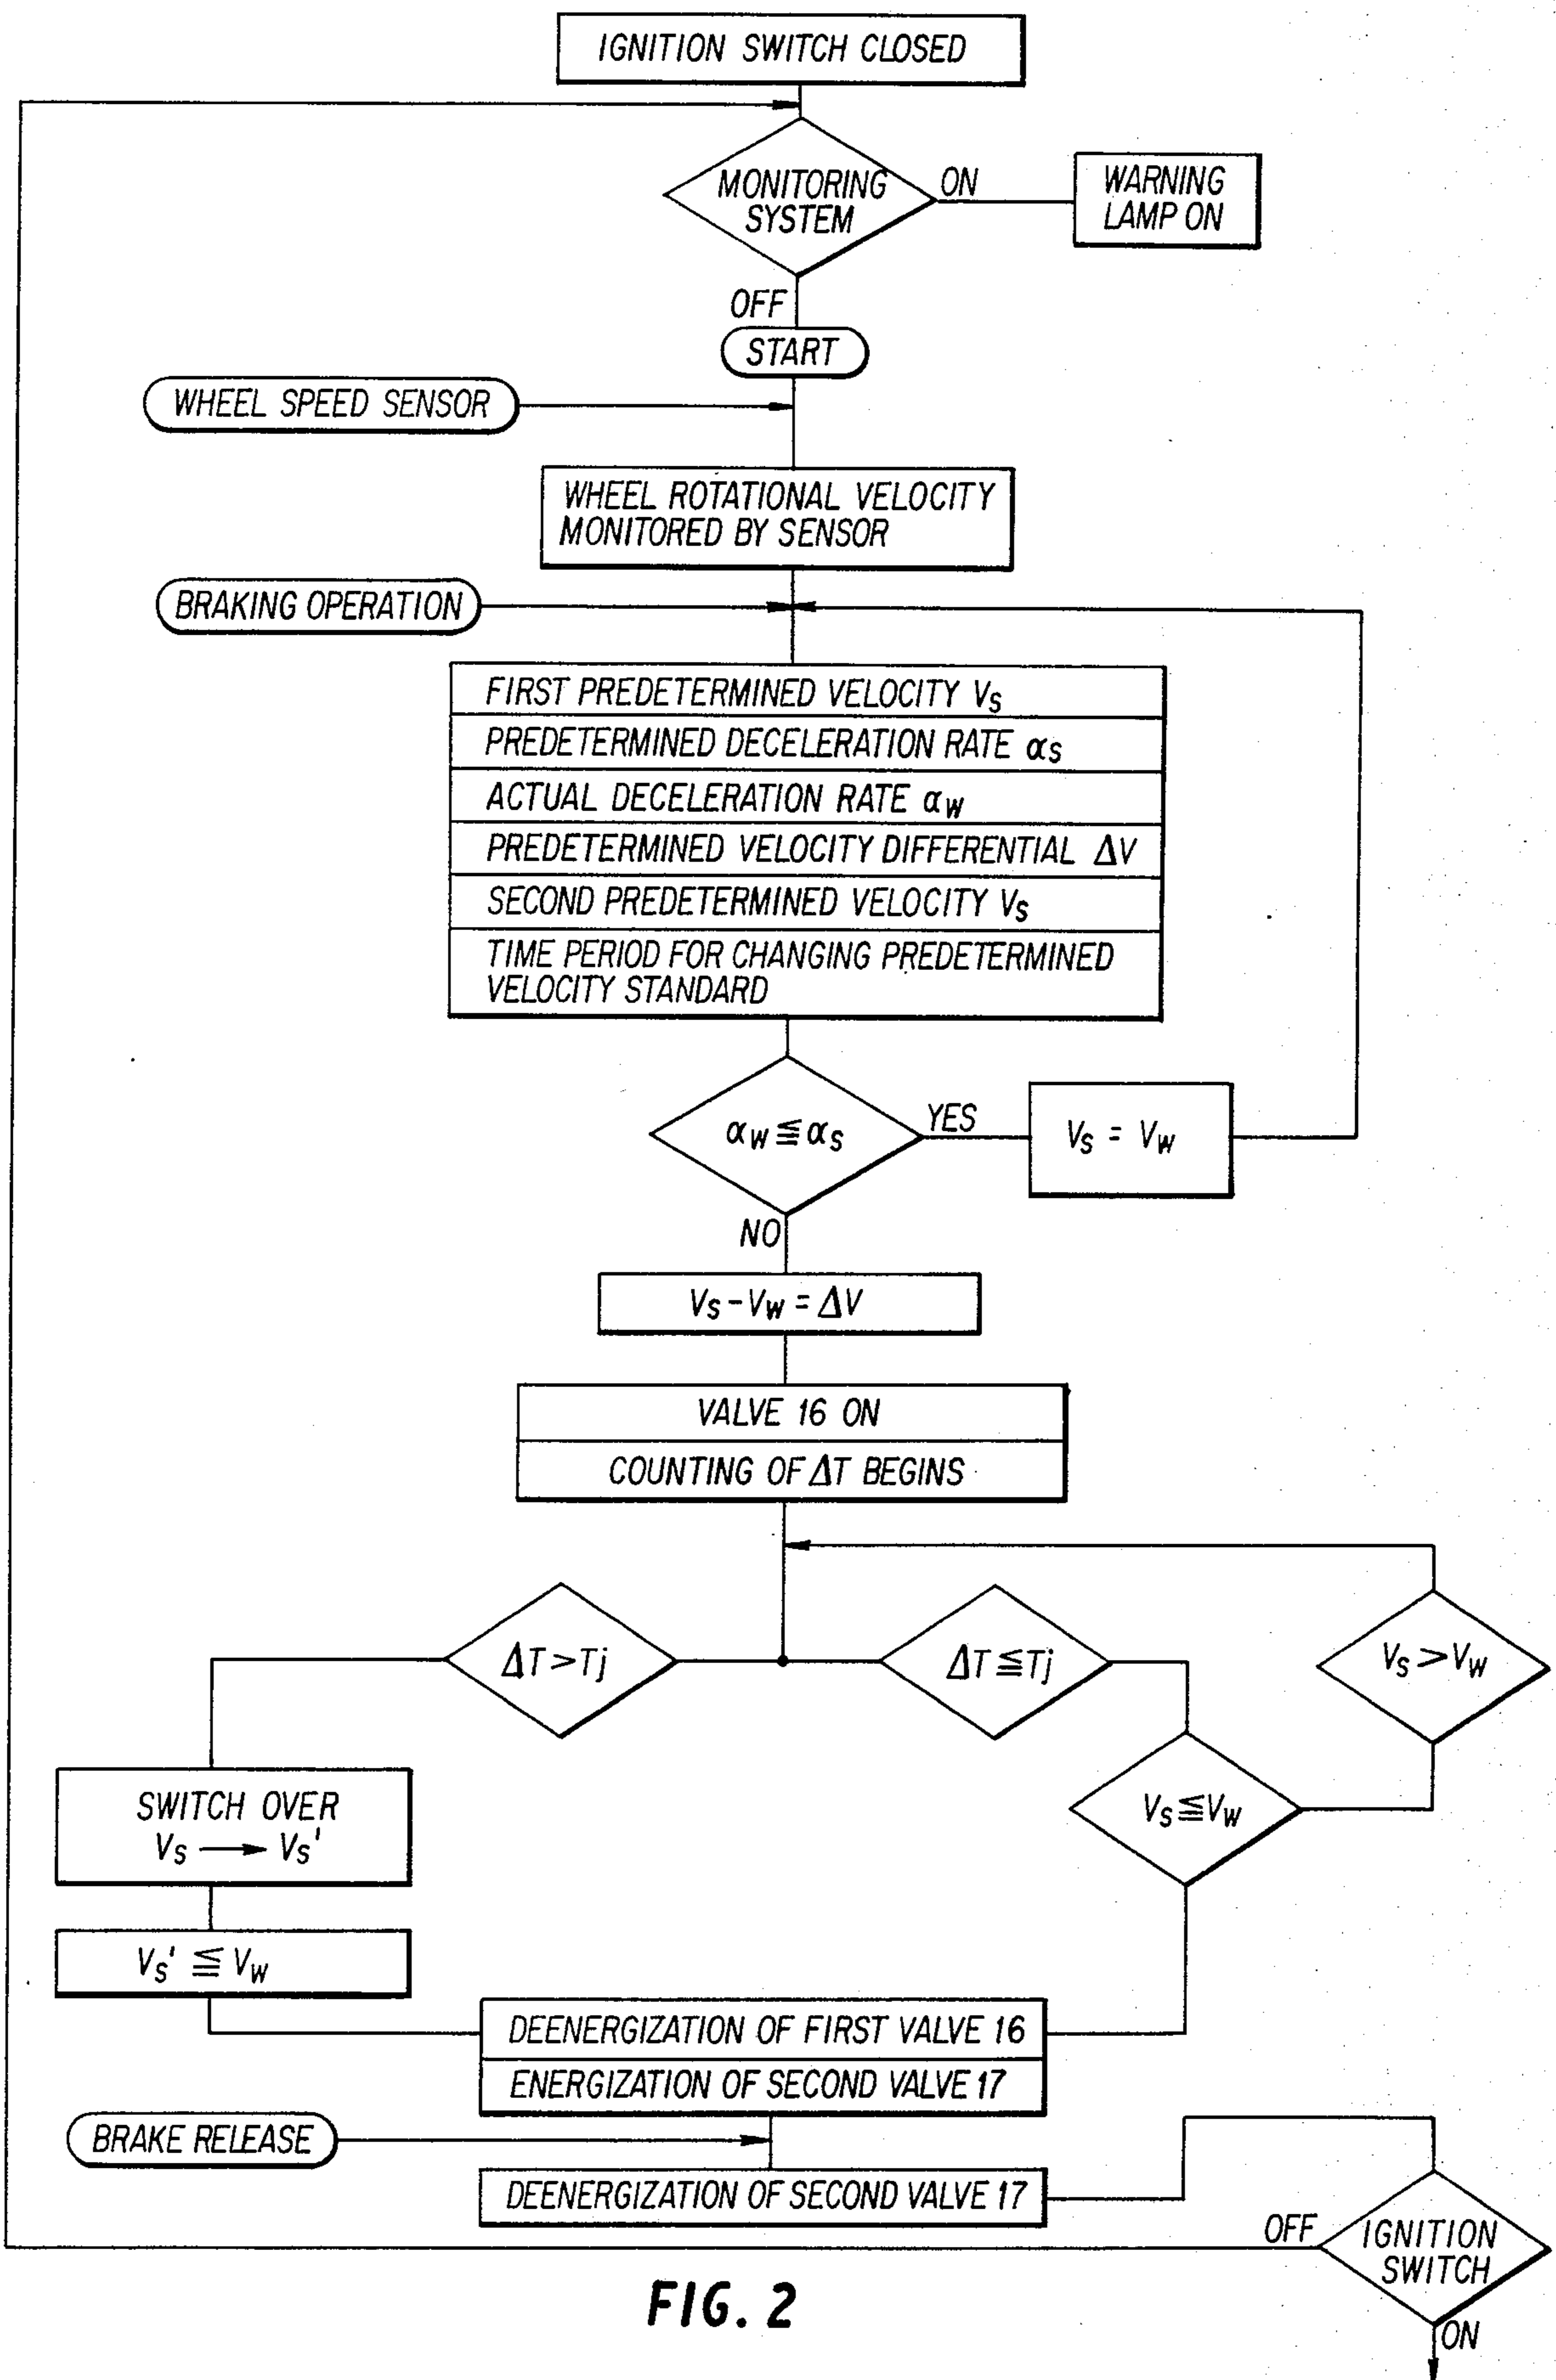 IGNITION SWITCH CLOSED
MONITORING
SYSTEM
ON
WARNING
LAMP ON
OFF
START
WHEEL SPEED SENSOR
WHEEL ROTATIONAL VELOCITY
MONITORED BY SENSOR
BRAKING OPERATION
FIRST PREDETERMINED VELOCITY Vs
PREDETERMINED DECELERATION RATE αs
ACTUAL DECELERATION RATE αw
PREDETERMINED VELOCITY DIFFERENTIAL ΔV
SECOND PREDETERMINED VELOCITY Vs
TIME PERIOD FOR CHANGING PREDETERMINED
VELOCITY STANDARD
αw ≦ αs
YES
Vs = Vw
NO
Vs - Vw = ΔV
VALVE 16 ON
COUNTING OF ΔT BEGINS
ΔT > Tj
ΔT ≦ Tj
Vs > Vw
Vs ≦ Vw
SWITCH OVER
Vs → Vs'
Vs' ≦ Vw
DEENERGIZATION OF FIRST VALVE 16
ENERGIZATION OF SECOND VALVE 17
BRAKE RELEASE
DEENERGIZATION OF SECOND VALVE 17
OFF
IGNITION
SWITCH
ON
FIG. 2